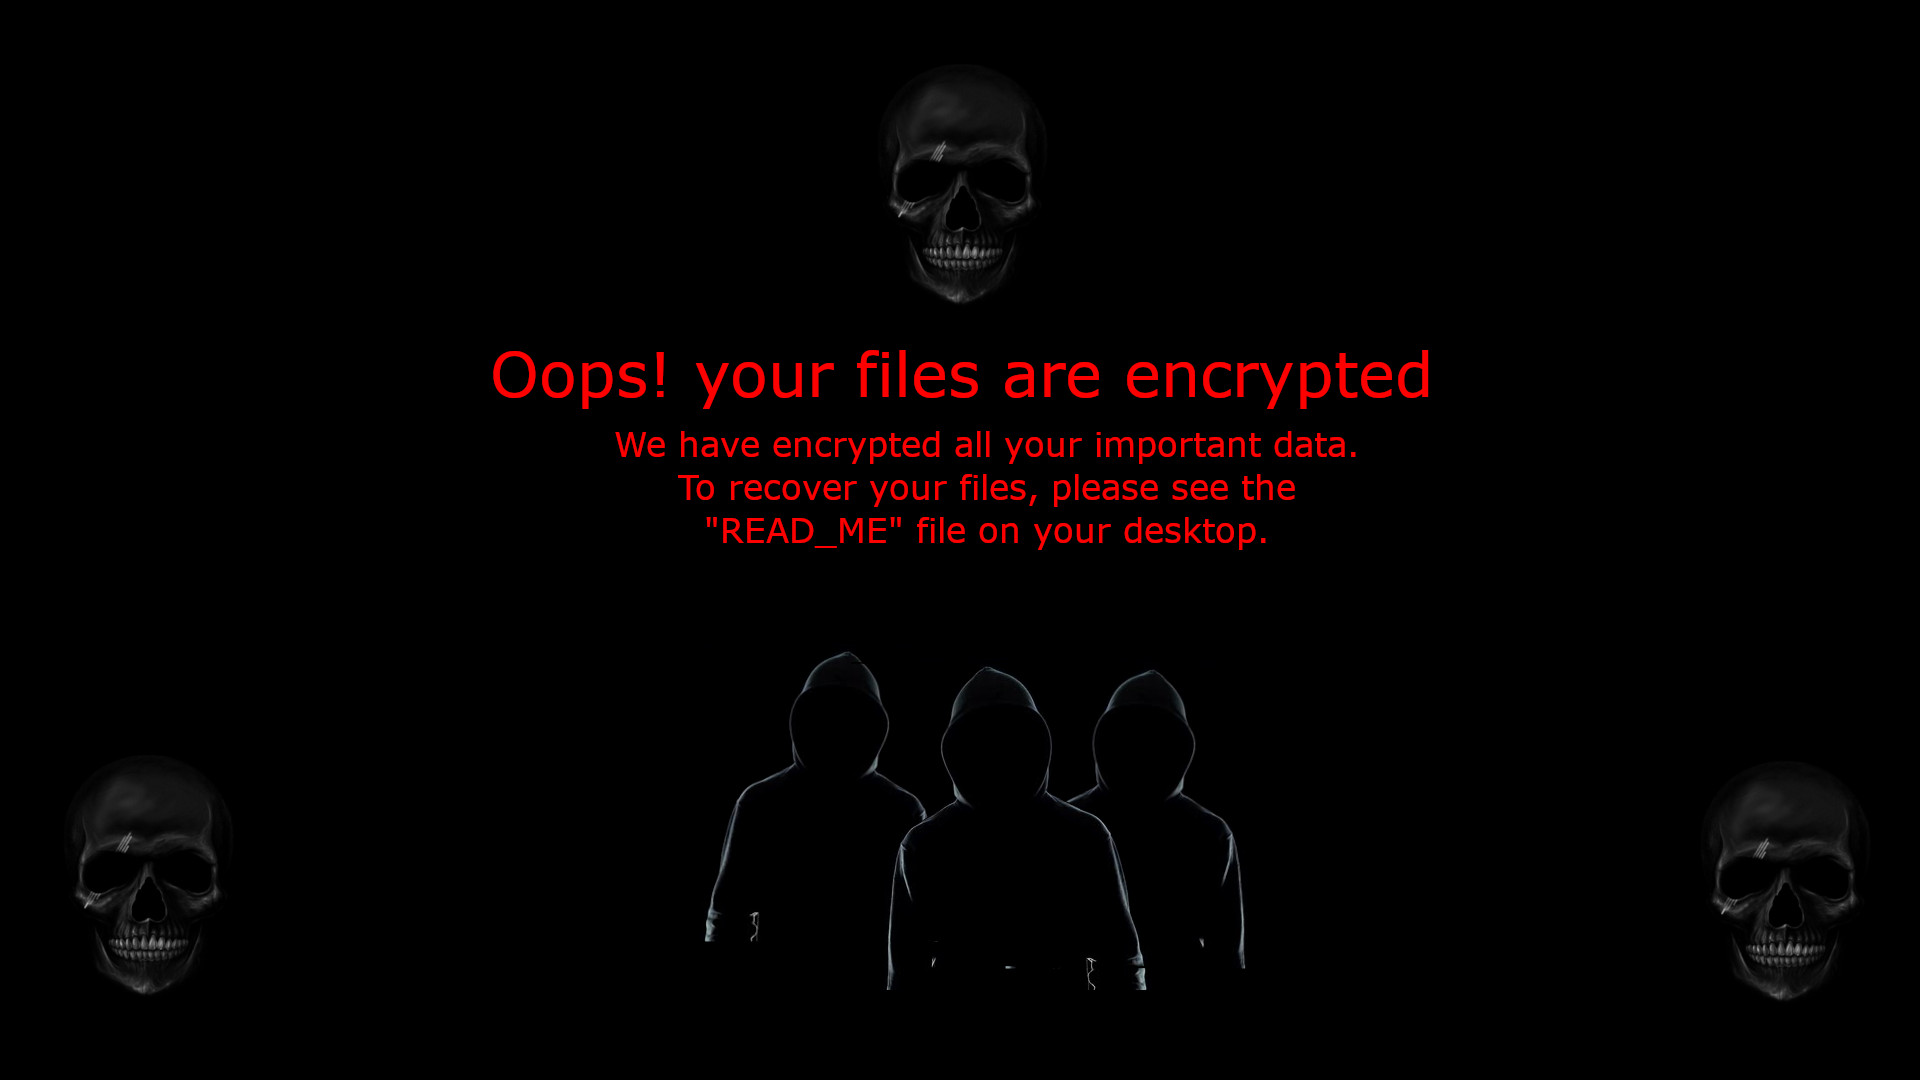 Oops! your files are encrypted
We have encrypted all your important data.
To recover your files, please see the
"READ_ME" file on your desktop.